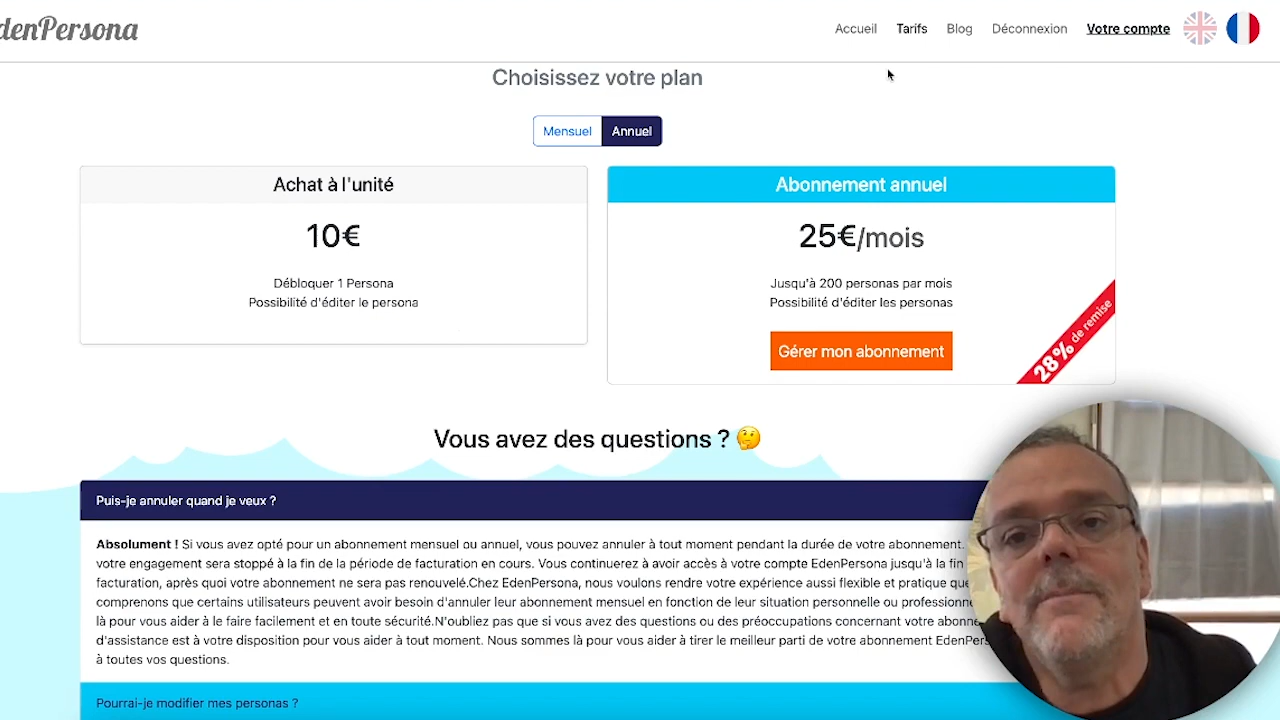 denPersona
Accueil Tarifs Blog Déconnexion Votre compte
Choisissez votre plan
Mensuel Annuel
Achat à l'unité
10€
Débloquer 1 Persona
Possibilité d'éditer le persona
Abonnement annuel
25€/mois
Jusqu'à 200 personas par mois
Possibilité d'éditer les personas
Gérer mon abonnement
28% de remise
Vous avez des questions ? 🤔
Puis-je annuler quand je veux ?
Absolument ! Si vous avez opté pour un abonnement mensuel ou annuel, vous pouvez annuler à tout moment pendant la durée de votre abonnement.
votre engagement sera stoppé à la fin de la période de facturation en cours. Vous continuerez à avoir accès à votre compte EdenPersona jusqu'à la fin
facturation, après quoi votre abonnement ne sera pas renouvelé.Chez EdenPersona, nous voulons rendre votre expérience aussi flexible et pratique que
comprenons que certains utilisateurs peuvent avoir besoin d'annuler leur abonnement mensuel en fonction de leur situation personnelle ou professionne
là pour vous aider à le faire facilement et en toute sécurité.N'oubliez pas que si vous avez des questions ou des préoccupations concernant votre abonne
d'assistance est à votre disposition pour vous aider à tout moment. Nous sommes là pour vous aider à tirer le meilleur parti de votre abonnement EdenPers
à toutes vos questions.
Pourrai-je modifier mes personas ?